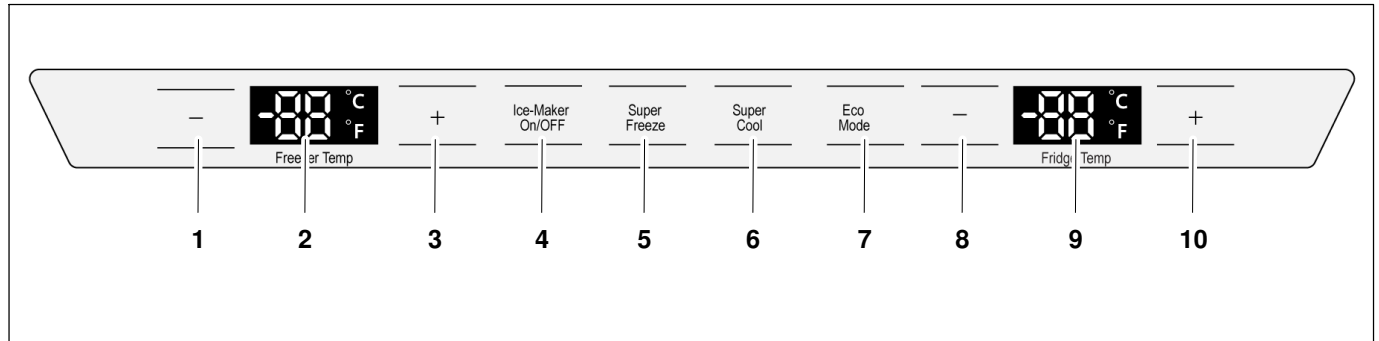 - -88 °C °F + Ice-Maker On/OFF Super Freeze Super Cool Eco Mode - -88 °C °F +
Freezer Temp Fridge Temp
1 2 3 4 5 6 7 8 9 10